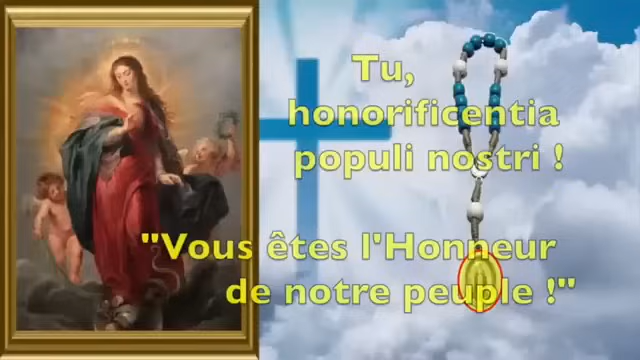 Tu,
honorificentia
populi nostri !
"Vous êtes l'Honneur
de notre peuple !"